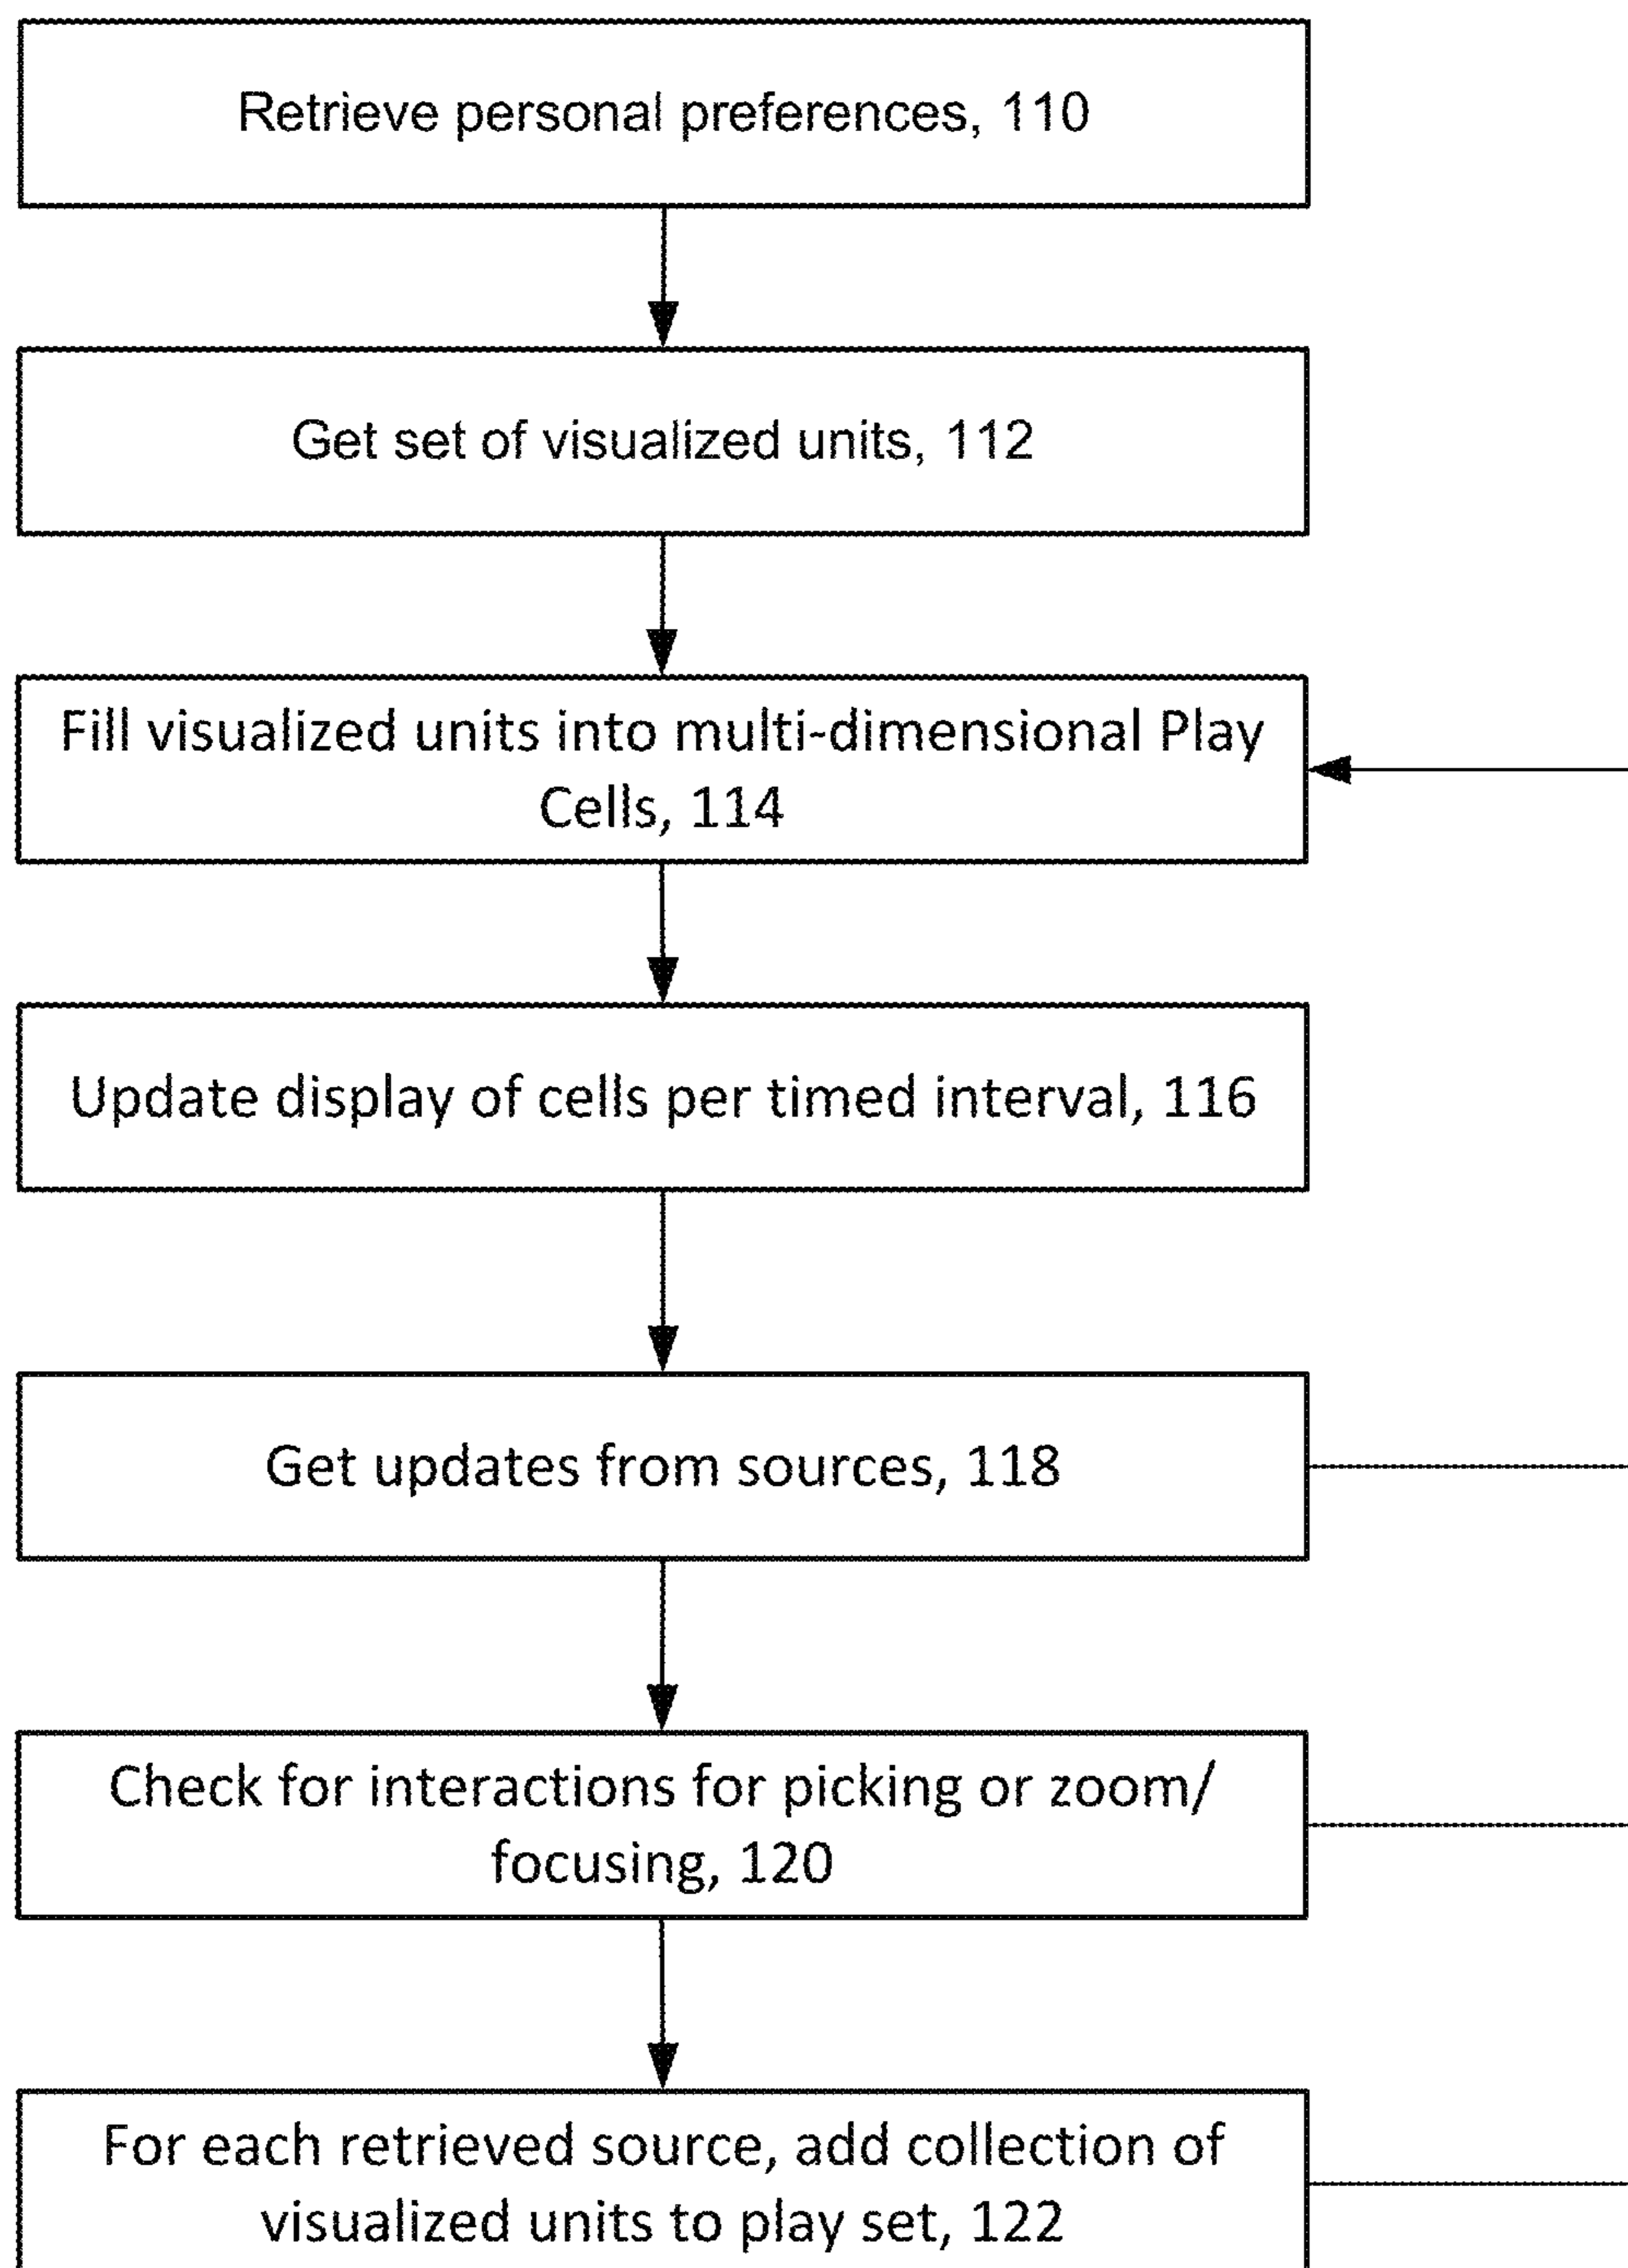 Retrieve personal preferences, 110
Get set of visualized units, 112
Fill visualized units into multi-dimensional Play
Cells, 114
Update display of cells per timed interval, 116
Get updates from sources, 118
Check for interactions for picking or zoom/
focusing, 120
For each retrieved source, add collection of
visualized units to play set, 122